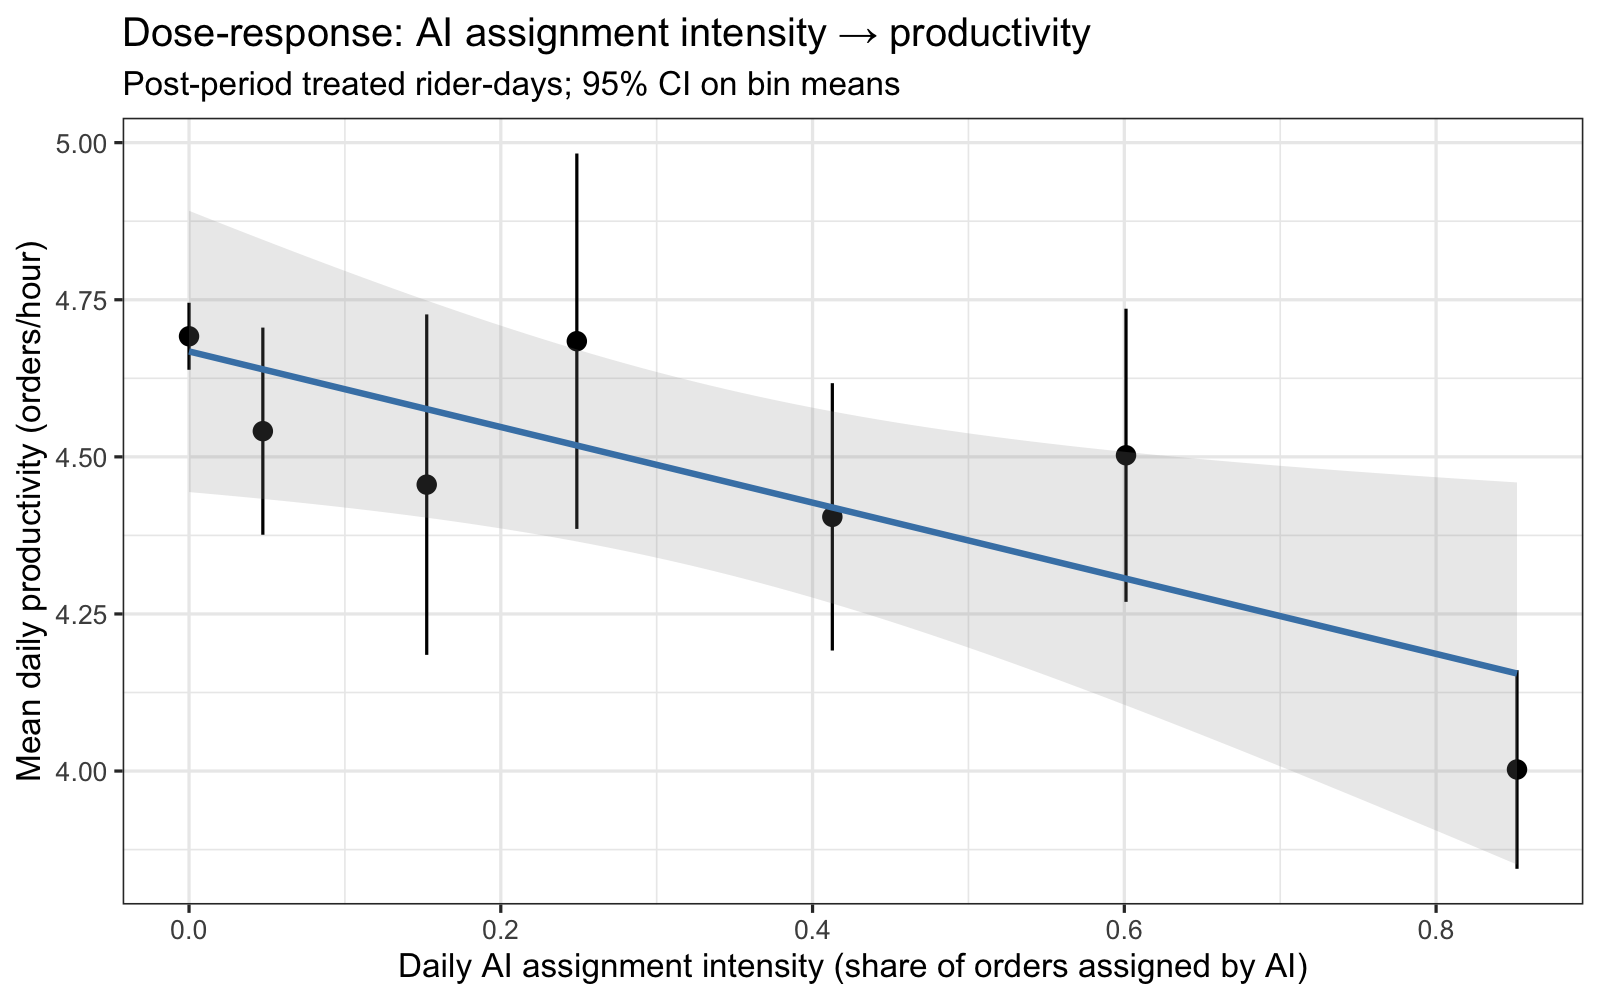 Dose-response: AI assignment intensity → productivity
Post-period treated rider-days; 95% CI on bin means
Mean daily productivity (orders/hour)
5.00
4.75
4.50
4.25
4.00
0.0 0.2 0.4 0.6 0.8
Daily AI assignment intensity (share of orders assigned by AI)